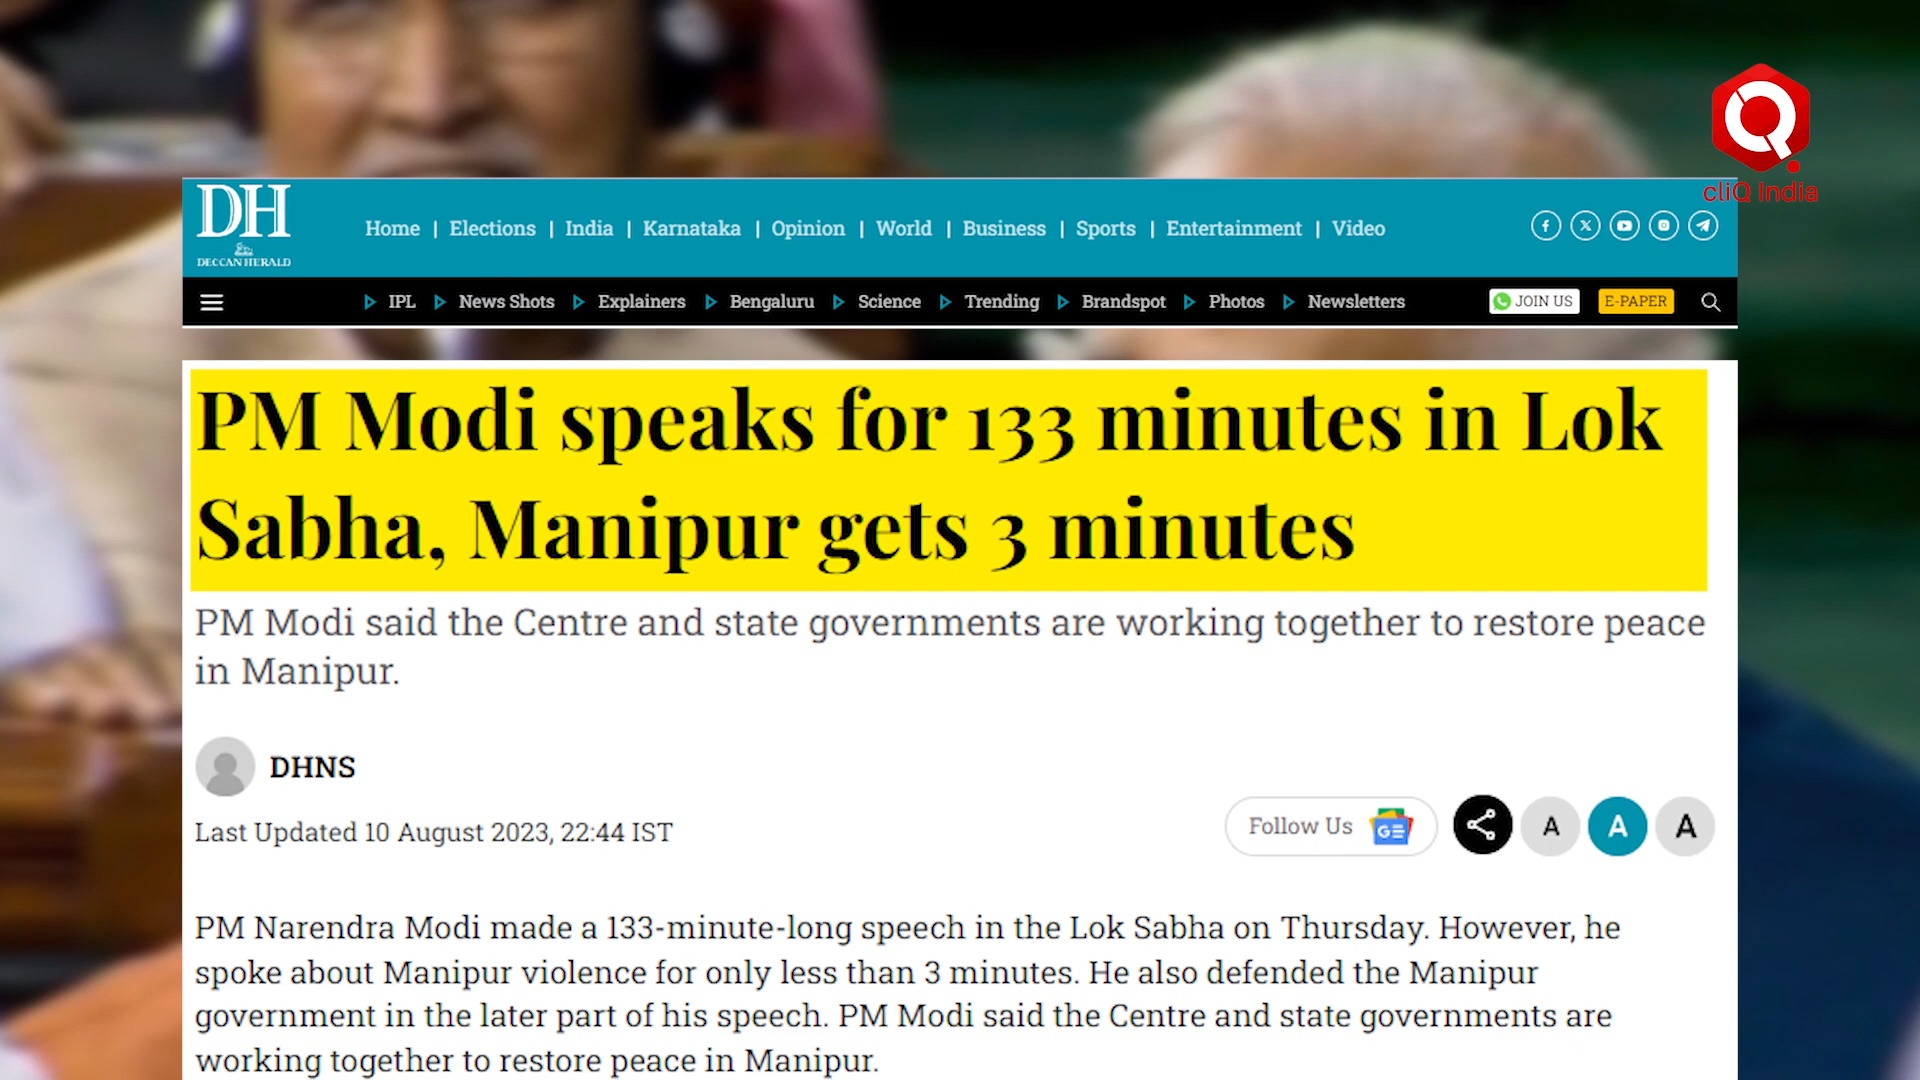 cliQ India
DH
DECCAN HERALD
Home | Elections | India | Karnataka | Opinion | World | Business | Sports | Entertainment | Video
IPL News Shots Explainers Bengaluru Science Trending Brandspot Photos Newsletters
JOIN US
E-PAPER
PM Modi speaks for 133 minutes in Lok
Sabha, Manipur gets 3 minutes
PM Modi said the Centre and state governments are working together to restore peace
in Manipur.
DHNS
Last Updated 10 August 2023, 22:44 IST
Follow Us GE
A A A
PM Narendra Modi made a 133-minute-long speech in the Lok Sabha on Thursday. However, he
spoke about Manipur violence for only less than 3 minutes. He also defended the Manipur
government in the later part of his speech. PM Modi said the Centre and state governments are
working together to restore peace in Manipur.